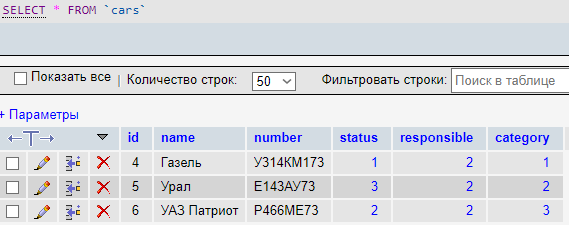 SELECT * FROM `cars`
Показать все | Количество строк: 50 Фильтровать строки: Поиск в таблице
+ Параметры
←T→ id name number status responsible category
4 Газель У314КМ173 1 2 1
5 Урал Е143АУ73 3 2 2
6 УАЗ Патриот Р466МЕ73 2 2 3